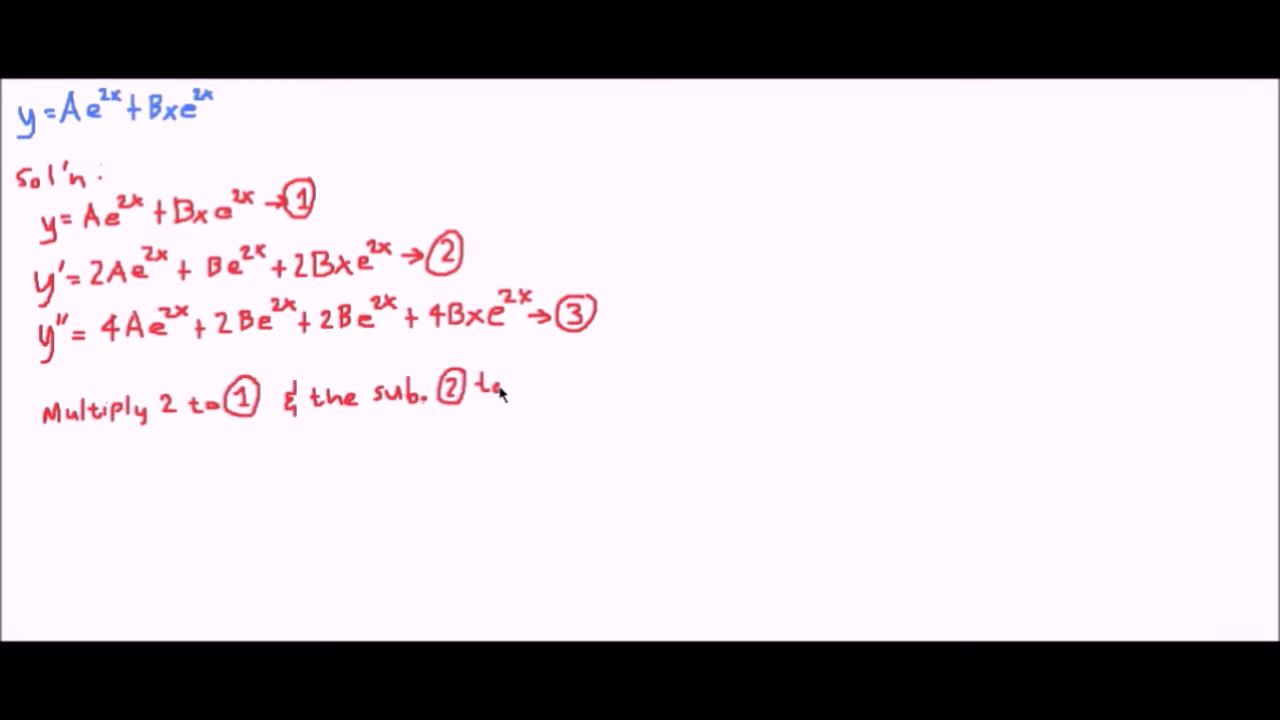 y = Ae^{2x} + Bxe^{2x}
Sol'n :
y = Ae^{2x} + Bxe^{2x} → ①
y' = 2Ae^{2x} + Be^{2x} + 2Bxe^{2x} → ②
y'' = 4Ae^{2x} + 2Be^{2x} + 2Be^{2x} + 4Bxe^{2x} → ③
Multiply 2 to ① & the sub. ② to